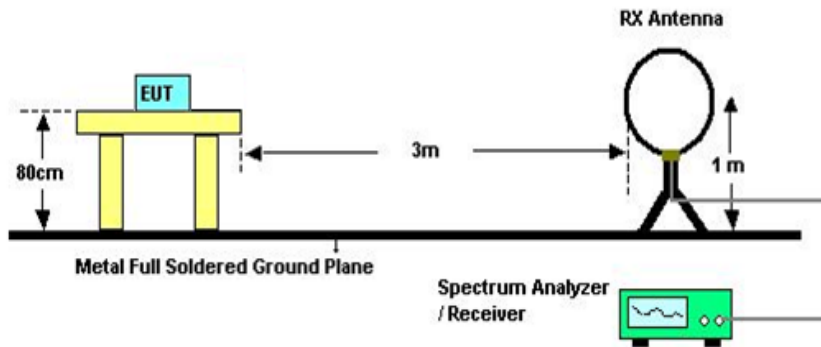 RX Antenna
EUT
80cm
3m
1 m
Metal Full Soldered Ground Plane
Spectrum Analyzer
/ Receiver